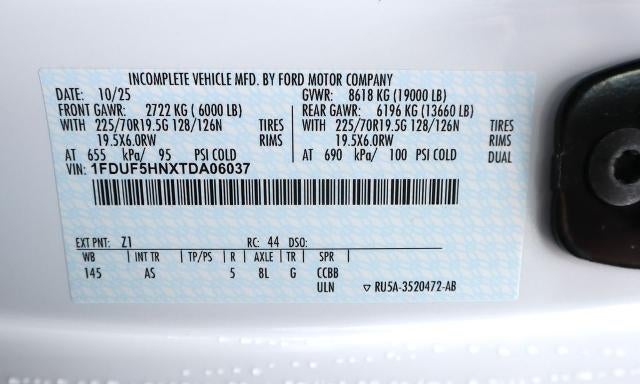 INCOMPLETE VEHICLE MFD. BY FORD MOTOR COMPANY
DATE: 10/25 GVWR: 8618 KG (19000 LB)
FRONT GAWR: 2722 KG (6000 LB) REAR GAWR: 6196 KG (13660 LB)
WITH 225/70R19.5G 128/126N TIRES WITH 225/70R19.5G 128/126N TIRES
19.5X6.0RW RIMS 19.5X6.0RW RIMS
AT 655 kPa/ 95 PSI COLD AT 690 kPa/ 100 PSI COLD DUAL
VIN: 1FDUF5HNXTDA06037
EXT PNT: Z1 RC: 44 DSO:
WB INT TR TP/PS R AXLE TR SPR
145 AS 5 8L G CCBB
ULN ▽ RU5A-3520472-AB